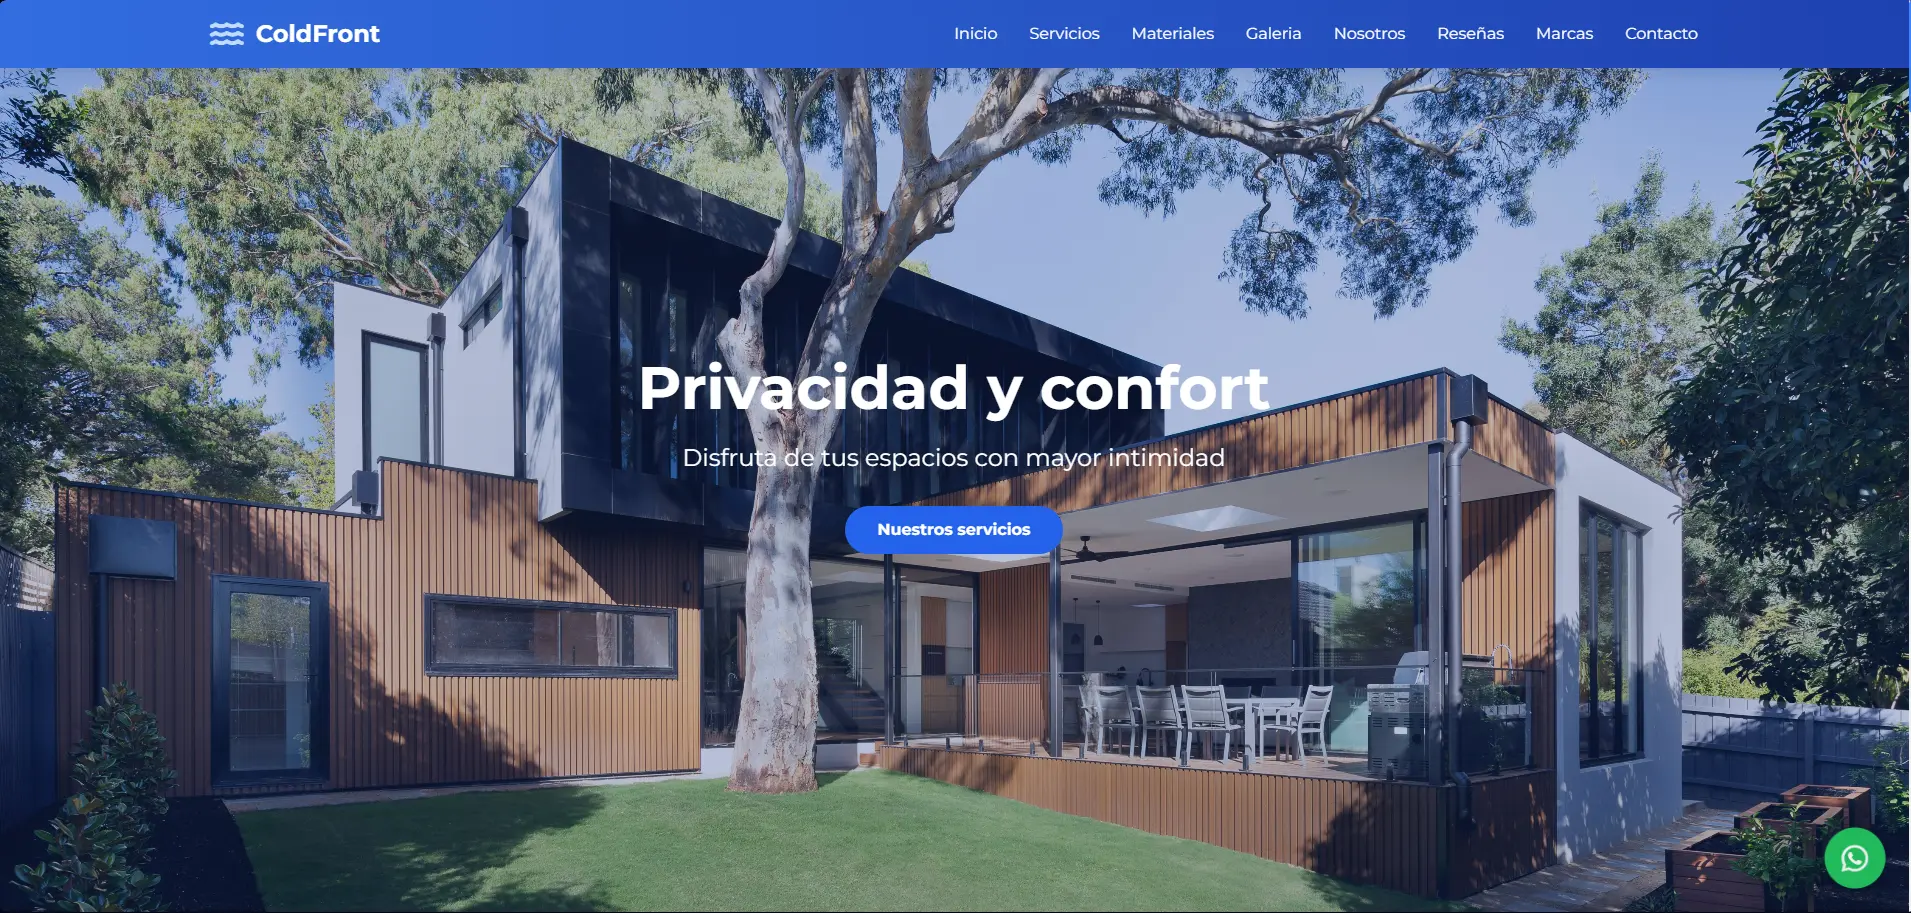 ColdFront
Inicio Servicios Materiales Galeria Nosotros Reseñas Marcas Contacto
Privacidad y confort
Disfruta de tus espacios con mayor intimidad
Nuestros servicios